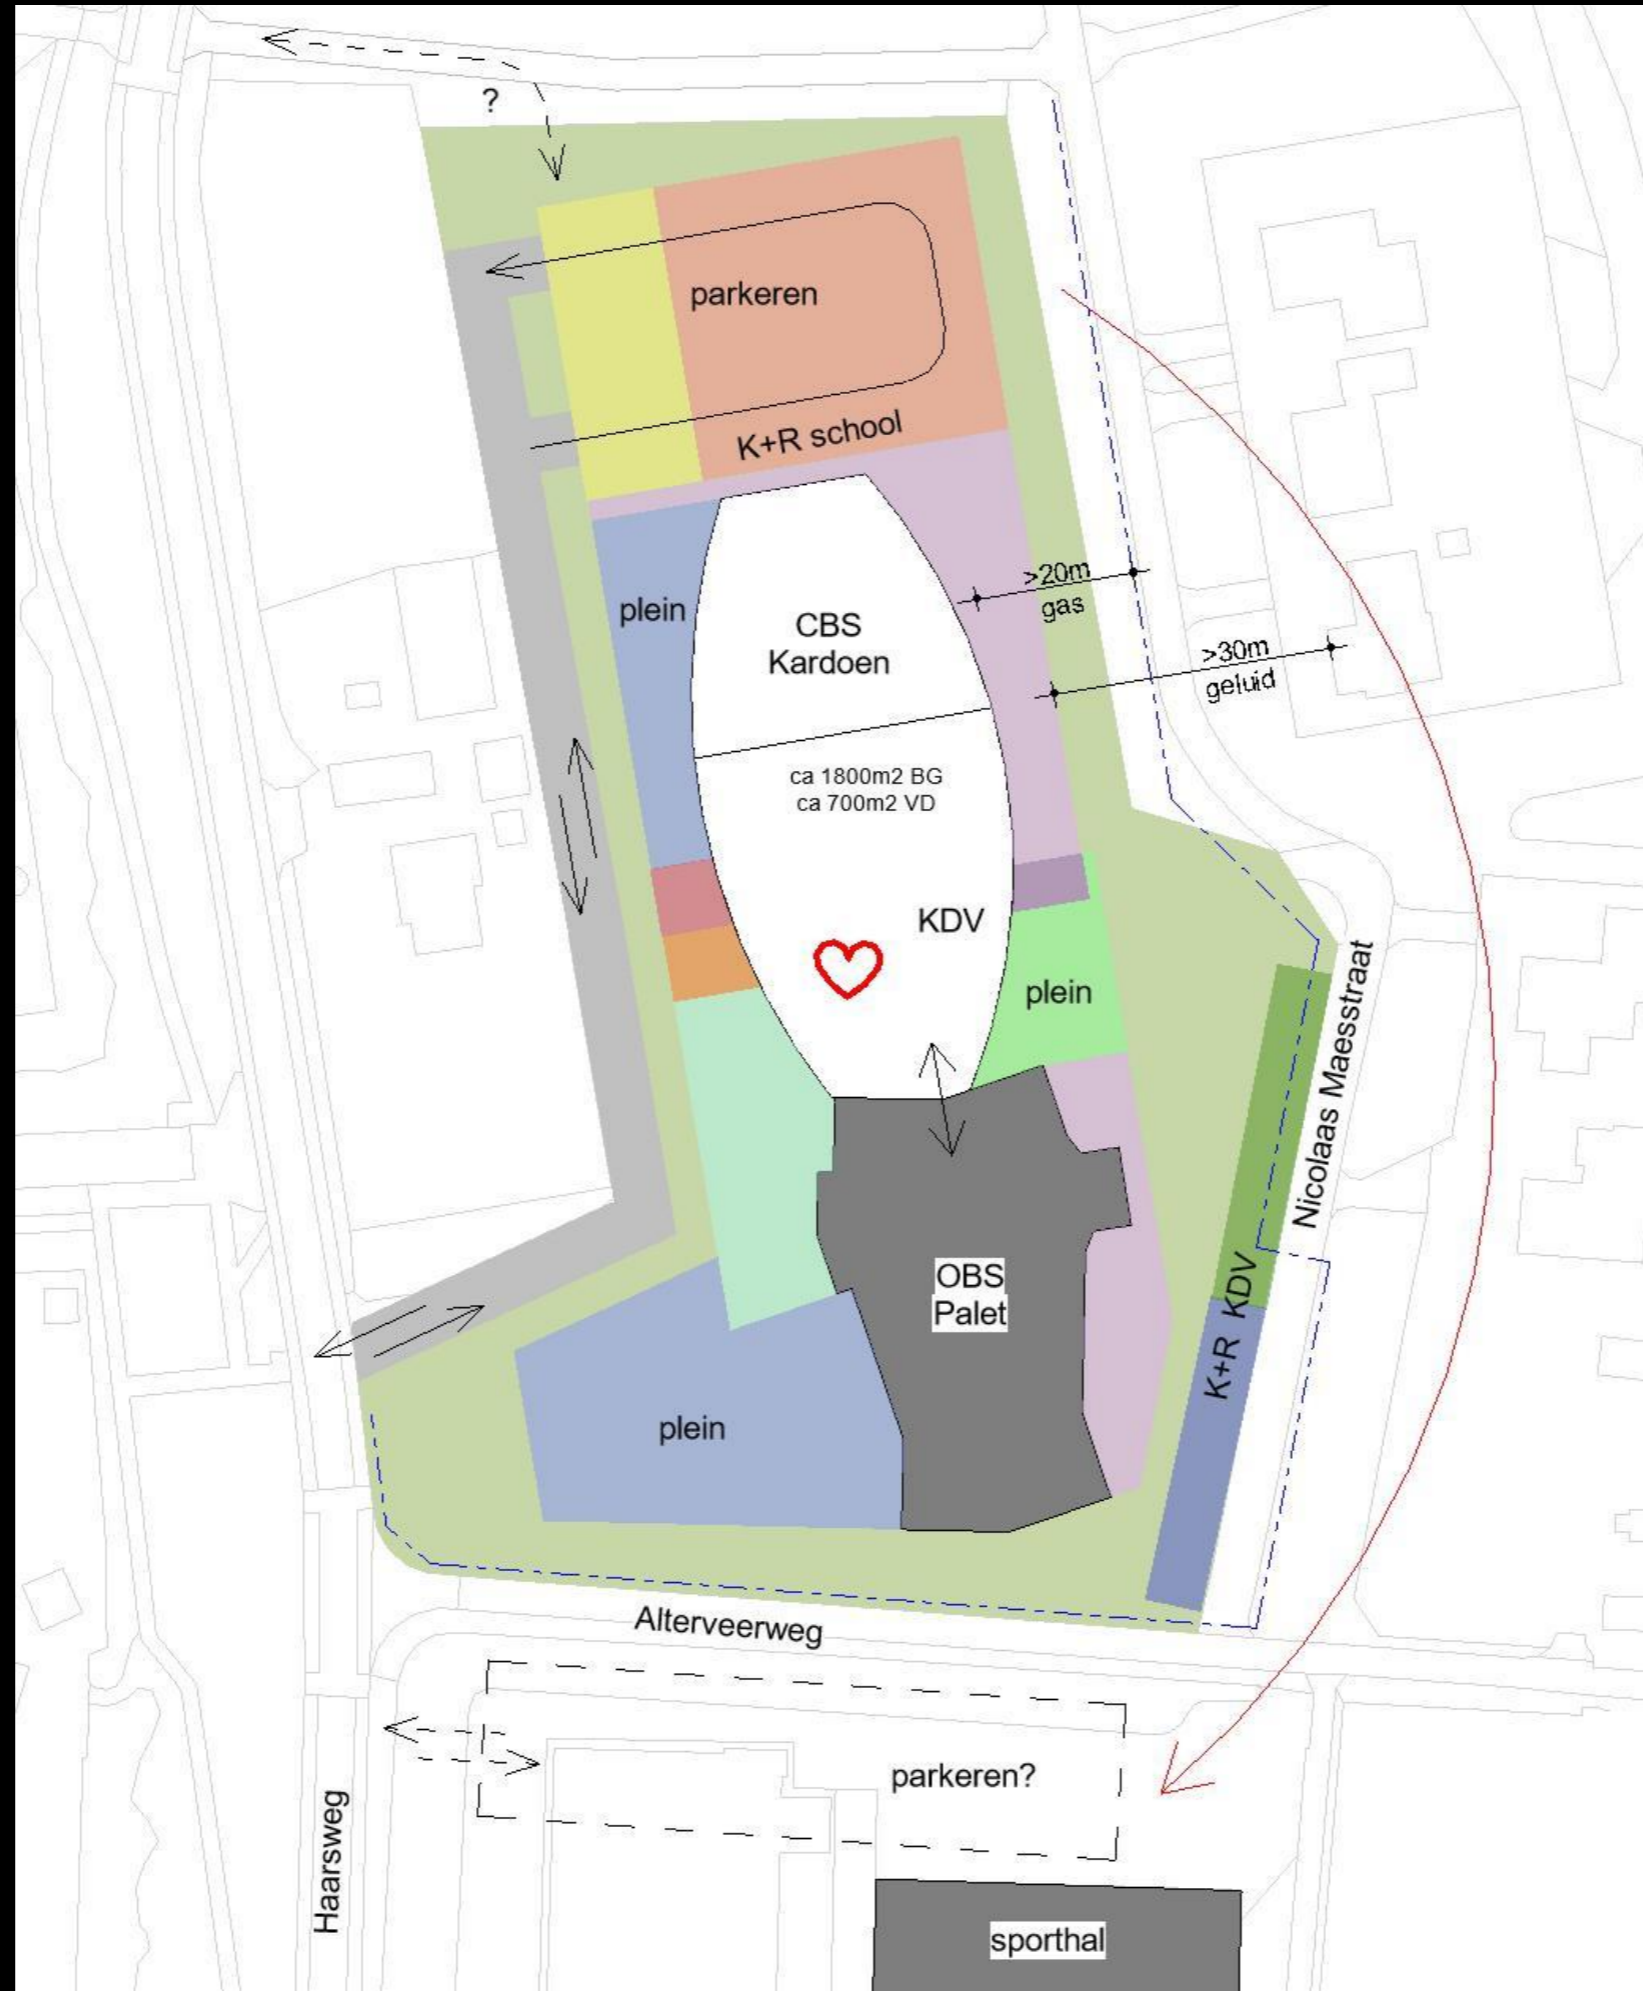 ?
parkeren
K+R school
>20m
gas
plein
CBS
Kardoen
>30m
geluid
ca 1800m2 BG
ca 700m2 VD
KDV
plein
Nicolaas Maesstraat
OBS
Palet
K+R KDV
plein
Alterveerweg
parkeren?
Haarsweg
sporthal